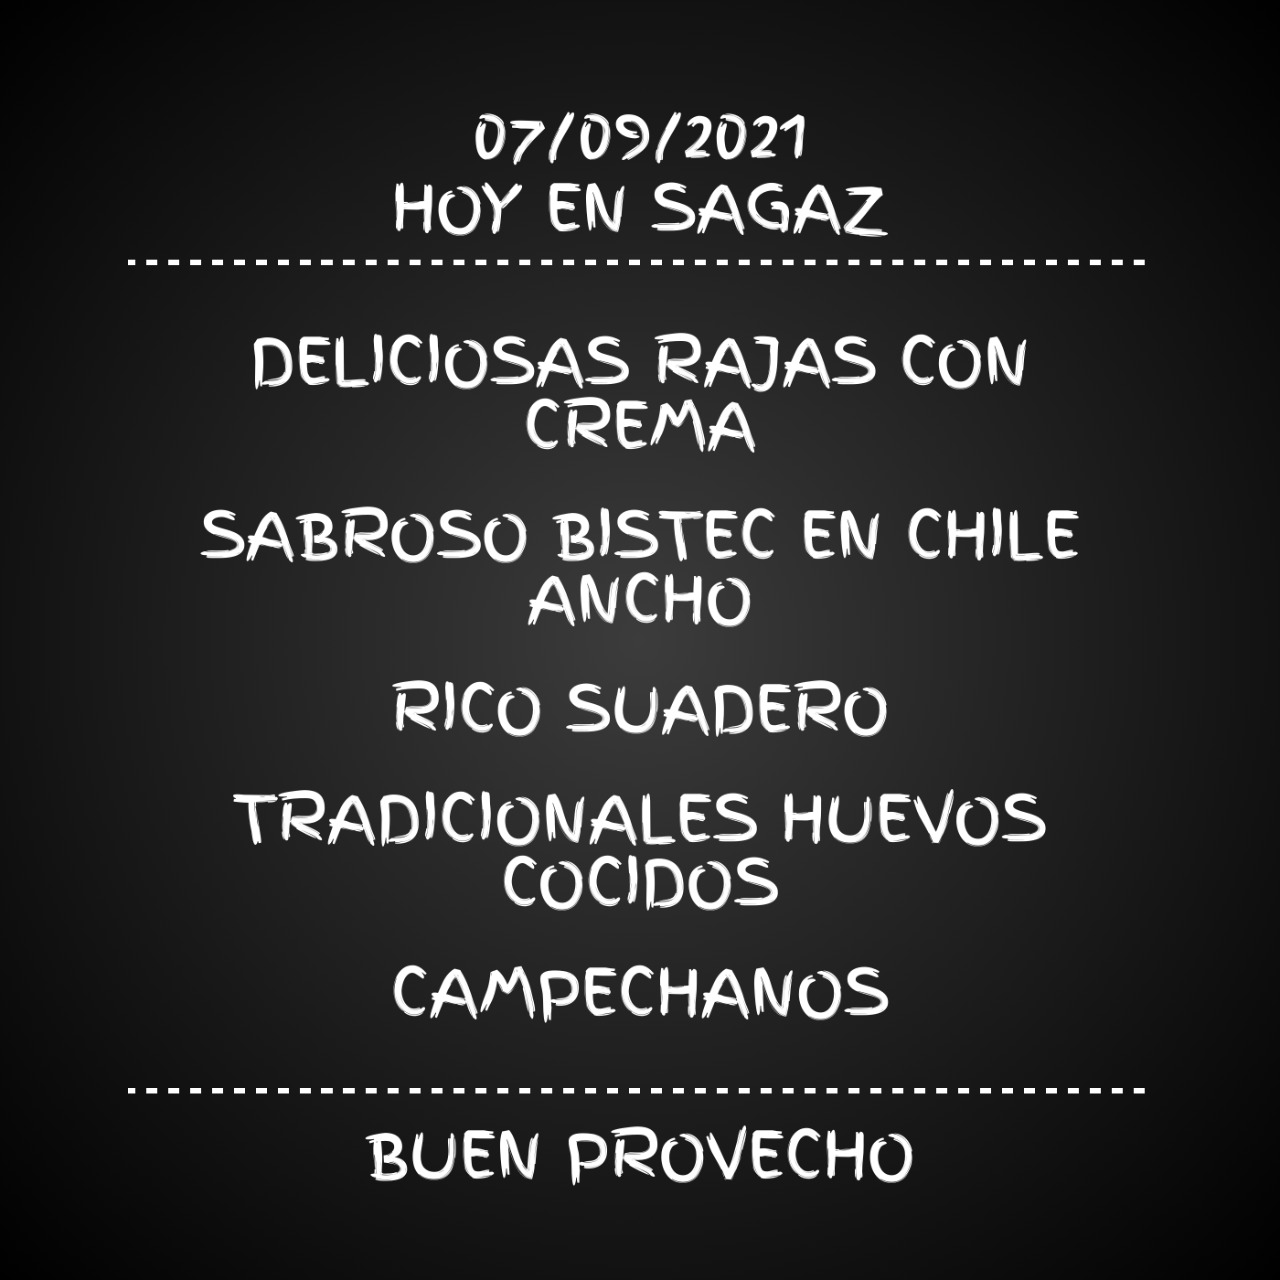 07/09/2021
HOY EN SAGAZ
DELICIOSAS RAJAS CON
CREMA
SABROSO BISTEC EN CHILE
ANCHO
RICO SUADERO
TRADICIONALES HUEVOS
COCIDOS
CAMPECHANOS
BUEN PROVECHO